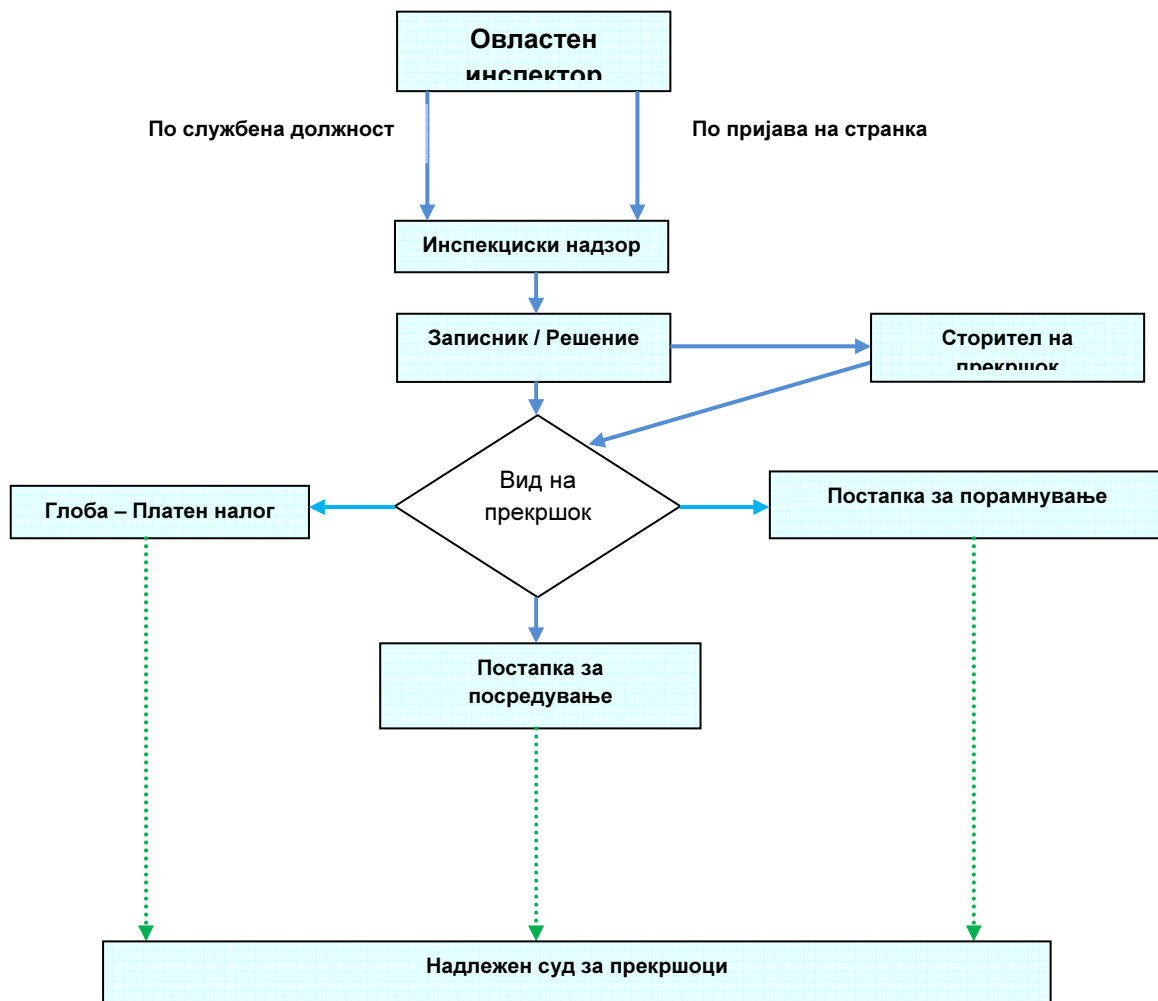 Овластен
инспектор
По службена должност
По пријава на странка
Инспекциски надзор
Записник / Решение
Сторител на
прекршок
Вид на
прекршок
Глоба – Платен налог
Постапка за порамнување
Постапка за
посредување
Надлежен суд за прекршоци